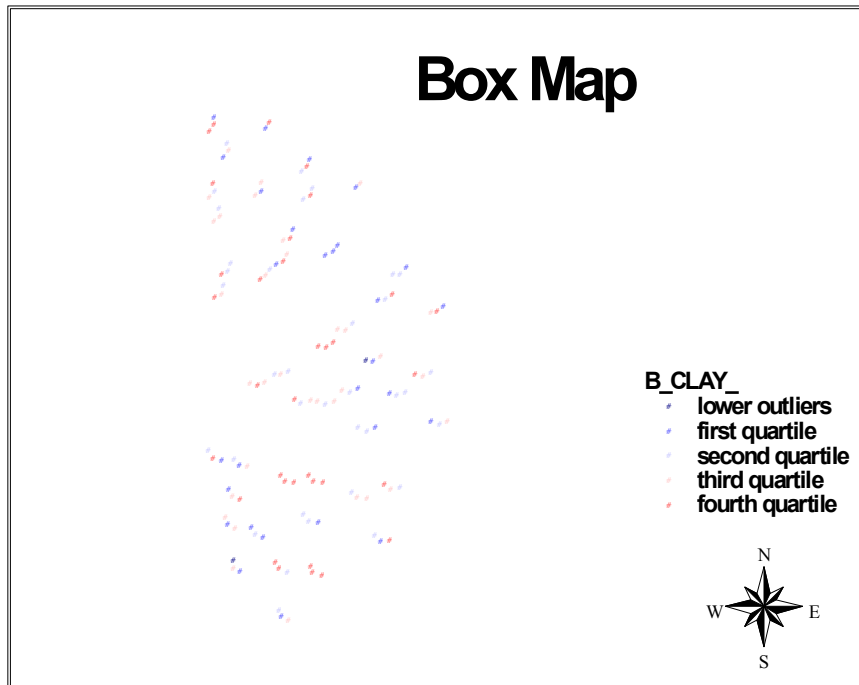 Box Map
B_CLAY_
# lower outliers
# first quartile
# second quartile
# third quartile
# fourth quartile
N
W E
S